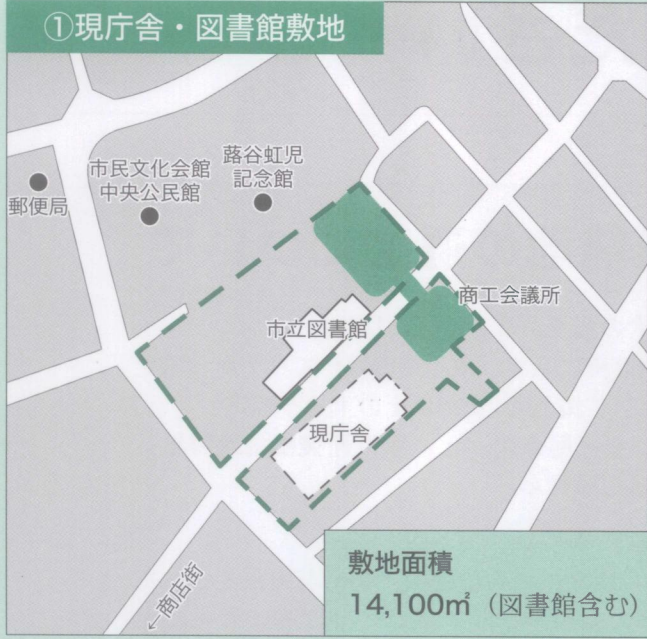 ①現庁舎・図書館敷地
郵便局
市民文化会館
中央公民館
蕗谷虹児
記念館
商工会議所
市立図書館
現庁舎
←商店街
敷地面積
14,100㎡（図書館含む）